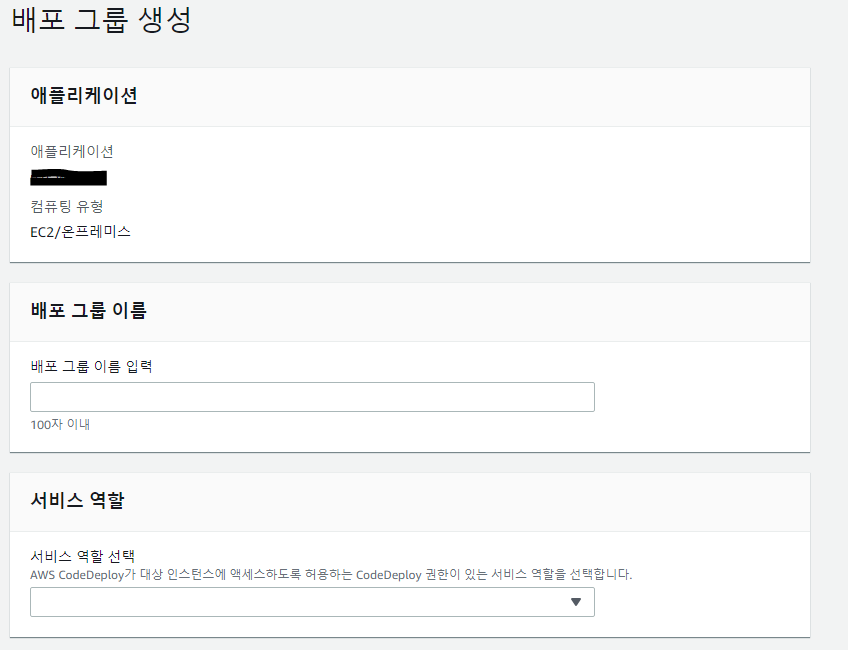 배포 그룹 생성
애플리케이션
애플리케이션
컴퓨팅 유형
EC2/온프레미스
배포 그룹 이름
배포 그룹 이름 입력
100자 이내
서비스 역할
서비스 역할 선택
AWS CodeDeploy가 대상 인스턴스에 액세스하도록 허용하는 CodeDeploy 권한이 있는 서비스 역할을 선택합니다.